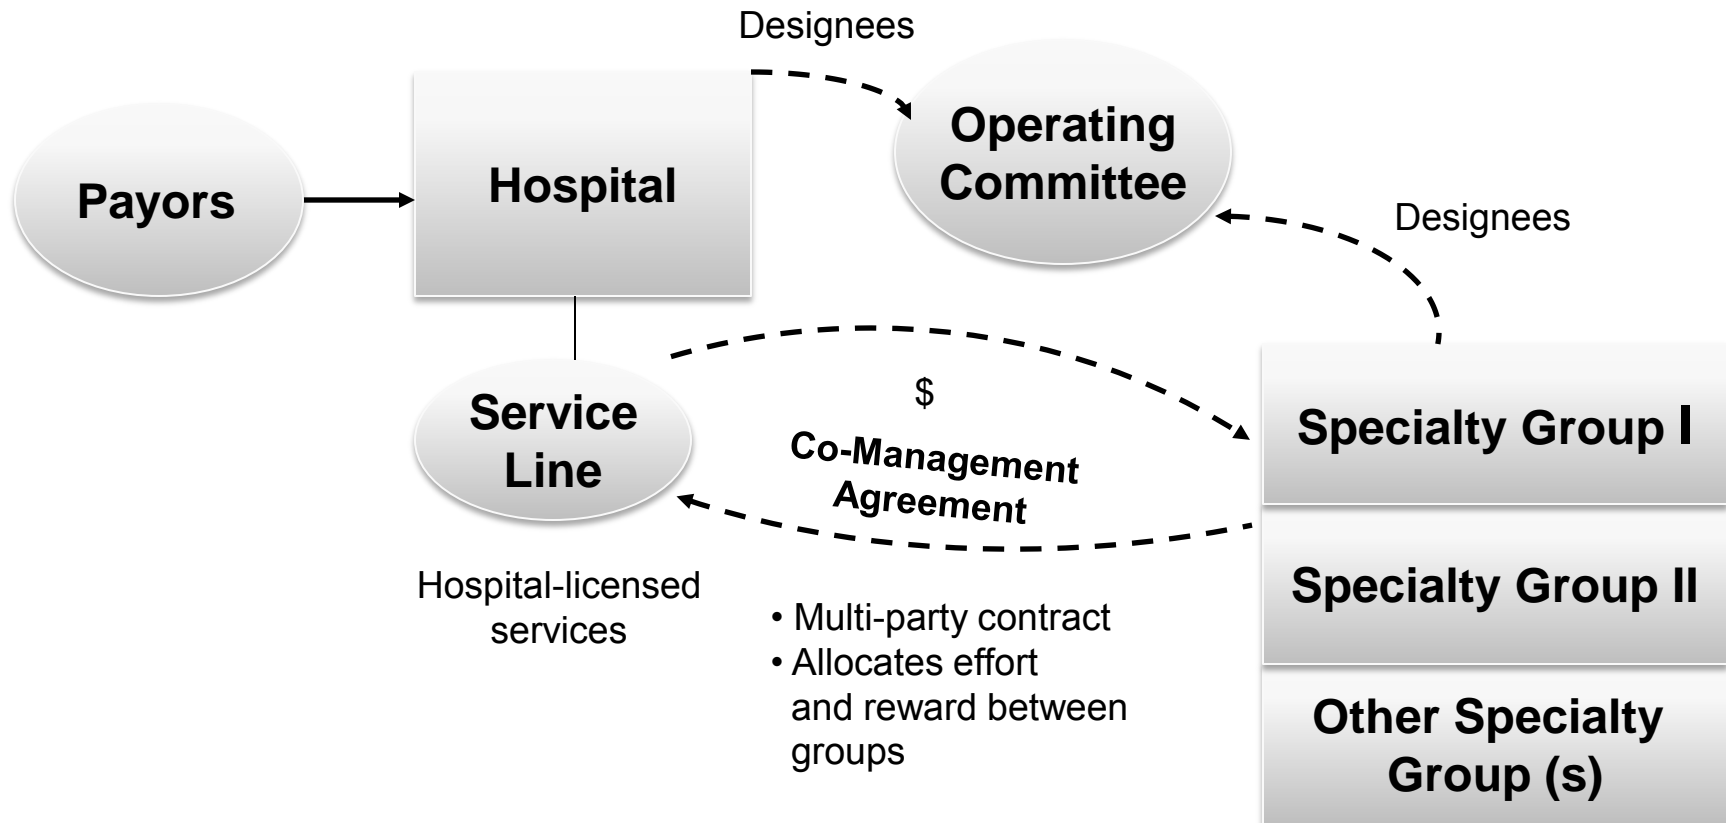 Designees
Operating
Committee
Hospital
Payors
Designees
$
Co-Management
Agreement
Service
Line
Specialty Group I
Specialty Group II
Other Specialty
Group (s)
Hospital-licensed
services
• Multi-party contract
• Allocates effort
and reward between
groups